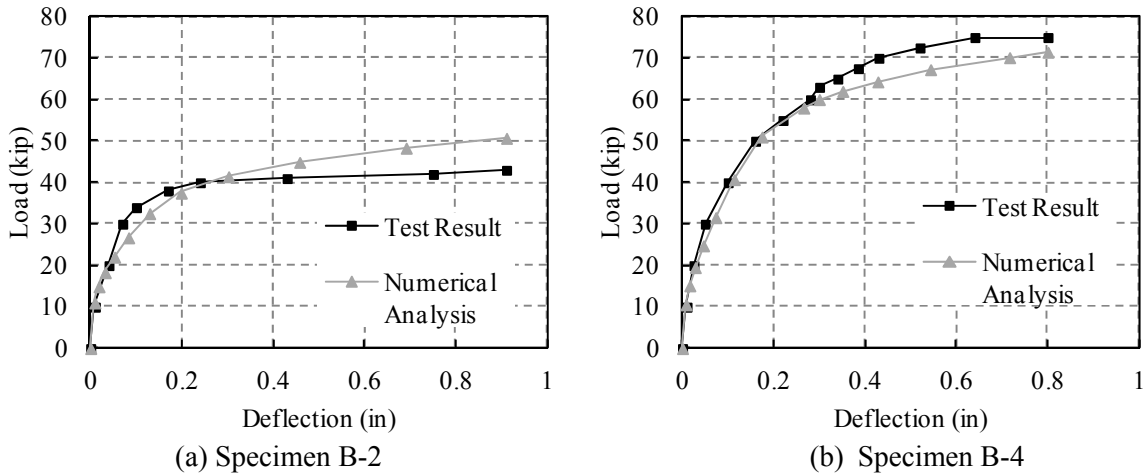 80
70
60
50
40
30
20
10
0
Load (kip)
0
0.2
0.4
0.6
0.8
1
Deflection (in)
Test Result
Numerical
Analysis
(a) Specimen B-2
80
70
60
50
40
30
20
10
0
Load (kip)
0
0.2
0.4
0.6
0.8
1
Deflection (in)
Test Result
Numerical
Analysis
(b) Specimen B-4